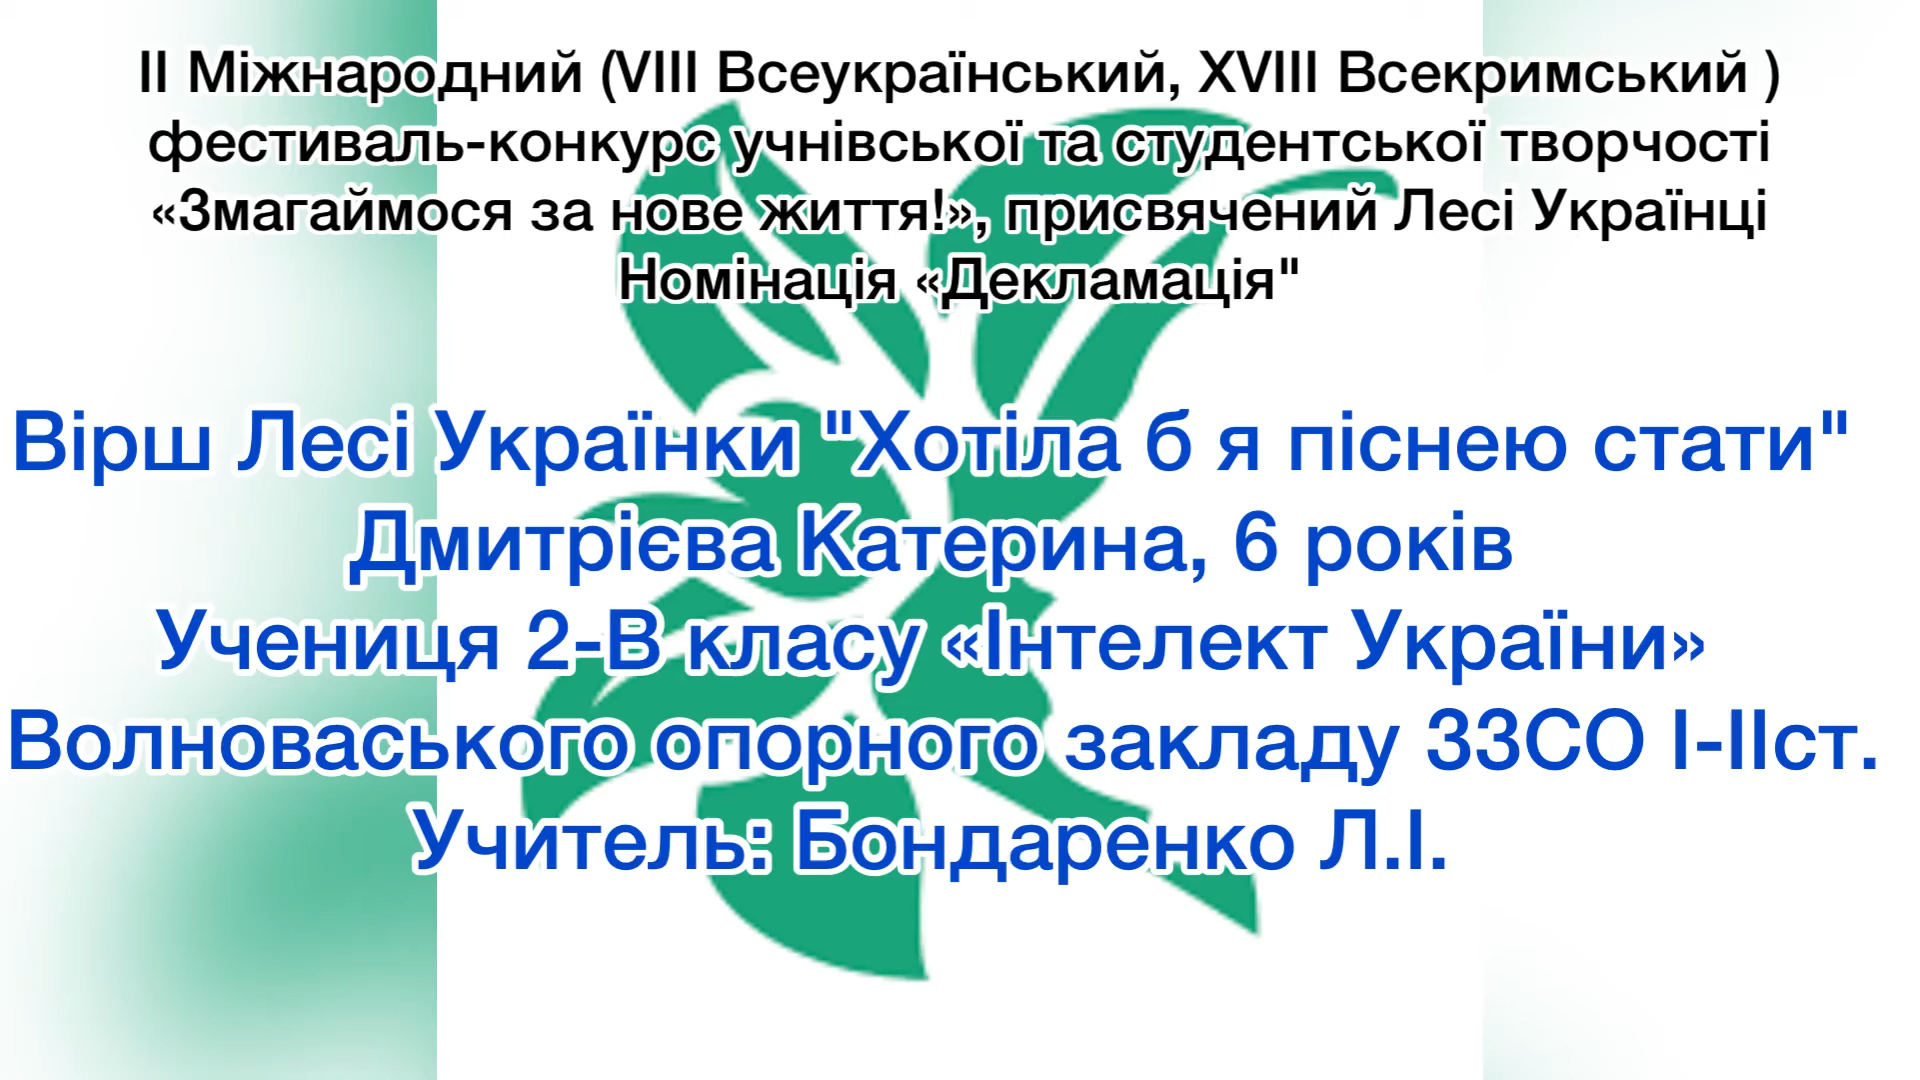 ІІ Міжнародний (VIII Всеукраїнський, XVIII Всекримський )
фестиваль-конкурс учнівської та студентської творчості
«Змагаймося за нове життя!», присвячений Лесі Українці
Номінація «Декламація"
Вірш Лесі Українки "Хотіла б я піснею стати"
Дмитрієва Катерина, 6 років
Учениця 2-В класу «Інтелект України»
Волноваського опорного закладу ЗЗСО І-ІІст.
Учитель: Бондаренко Л.І.